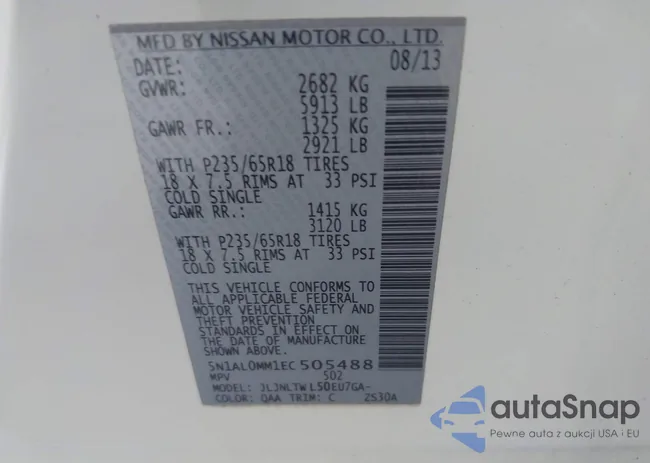 MFD BY NISSAN MOTOR CO., LTD.
DATE: 08/13
GVWR: 2682 KG
5913 LB
GAWR FR.: 1325 KG
2921 LB
WITH P235/65R18 TIRES
18 X 7.5 RIMS AT 33 PSI
COLD SINGLE
GAWR RR.: 1415 KG
3120 LB
WITH P235/65R18 TIRES
18 X 7.5 RIMS AT 33 PSI
COLD SINGLE
THIS VEHICLE CONFORMS TO
ALL APPLICABLE FEDERAL
MOTOR VEHICLE SAFETY AND
THEFT PREVENTION
STANDARDS IN EFFECT ON
THE DATE OF MANUFACTURE
SHOWN ABOVE.
5N1AL0MM1EC505488
MPV 502
MODEL: JLJNLTWL50EU7GA-
COLOR: QAA TRIM: C 2S30A
autaSnap
Pewne auta z aukcji USA i EU